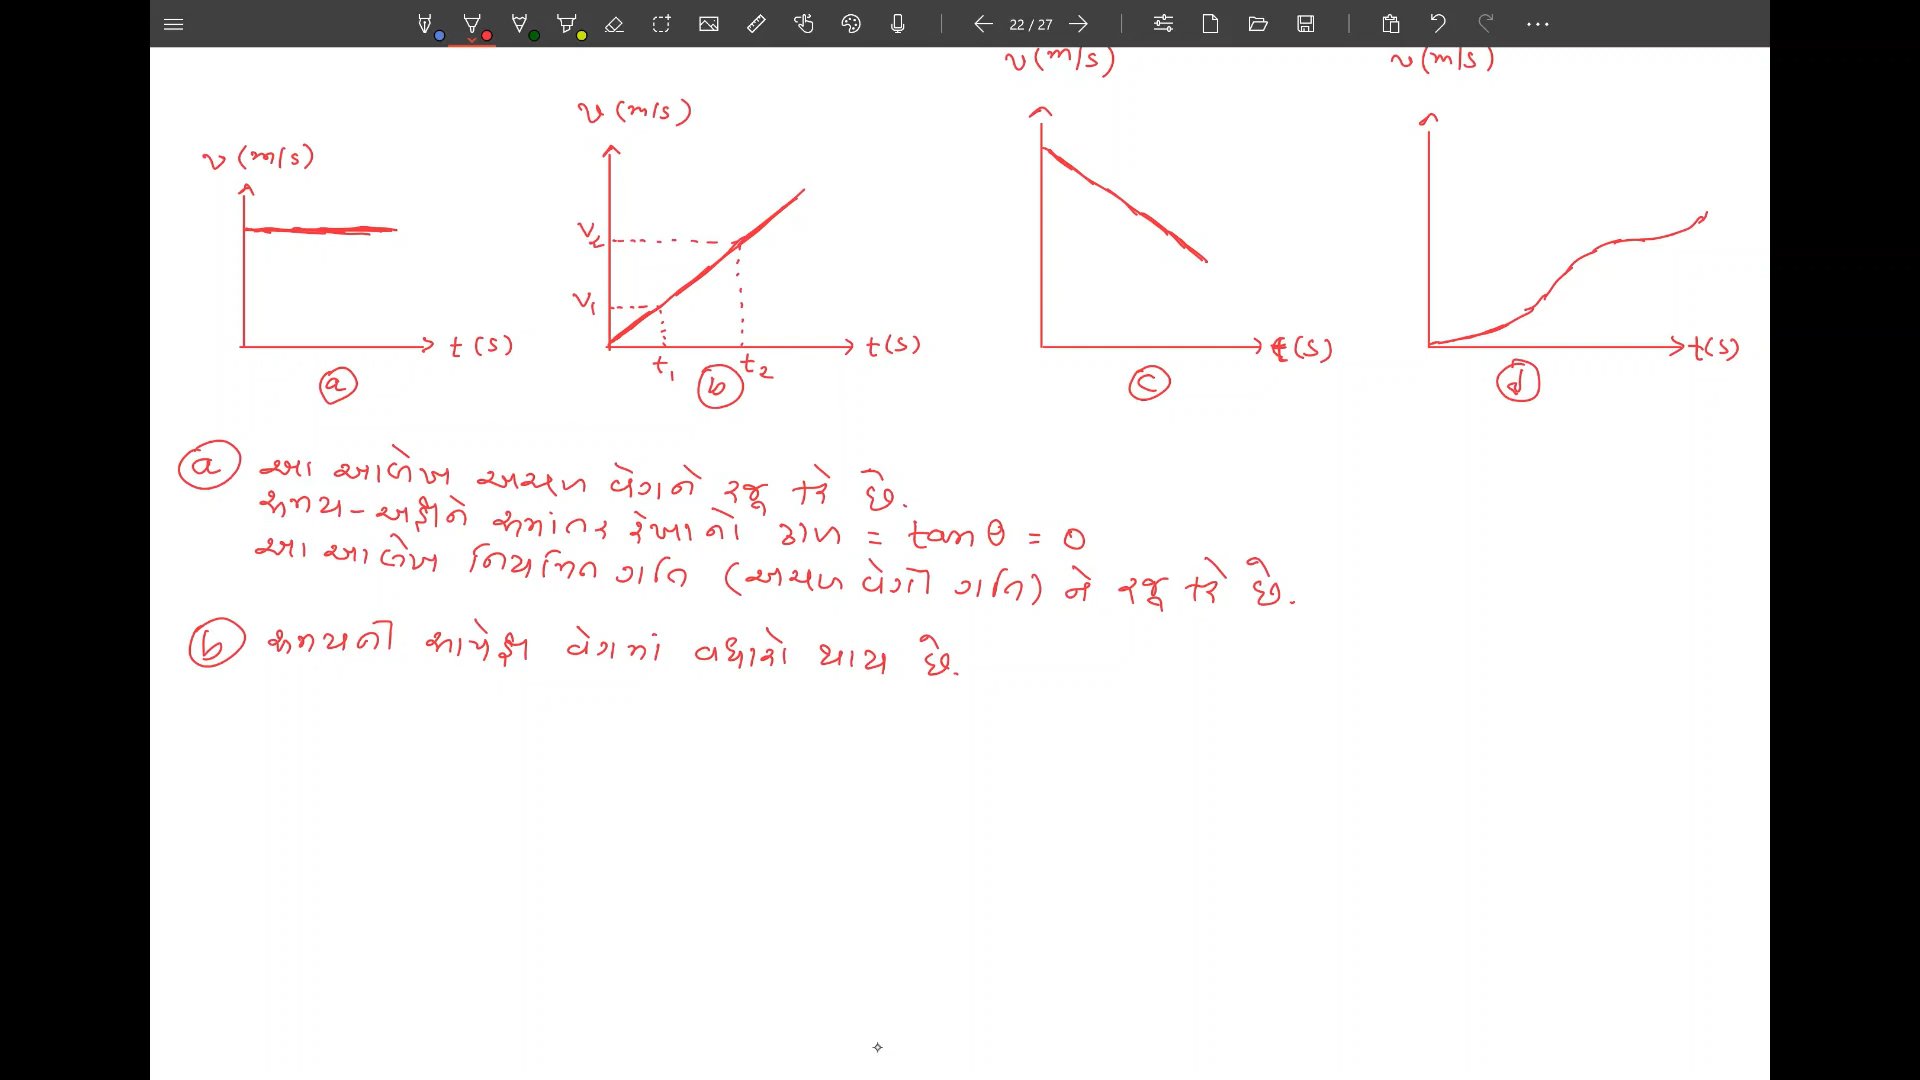 22 / 27
v (m/s)
v (m/s)
v (m/s)
v (m/s)
v₂
v₁
t (s)
t₁
t₂
t(s)
t(s)
t(s)
a
b
c
d
a આ આલેખ અચળ વેગને રજૂ કરે છે.
સમય-અક્ષને સમાંતર રેખાનો ઢાળ = tan θ = 0
આ આલેખ નિયમિત ગતિ (અચળ વેગી ગતિ) ને રજૂ કરે છે.
b સમયની સાપેક્ષ વેગમાં વધારો થાય છે.